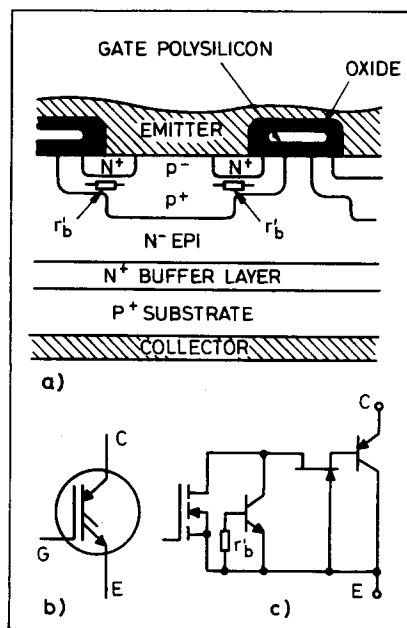 GATE POLYSILICON
OXIDE
EMITTER
N⁺ P⁻ N⁺
P⁺
r'b r'b
N⁻ EPI
N⁺ BUFFER LAYER
P⁺ SUBSTRATE
COLLECTOR
a)
C
G
E
b)
C
r'b
E
c)